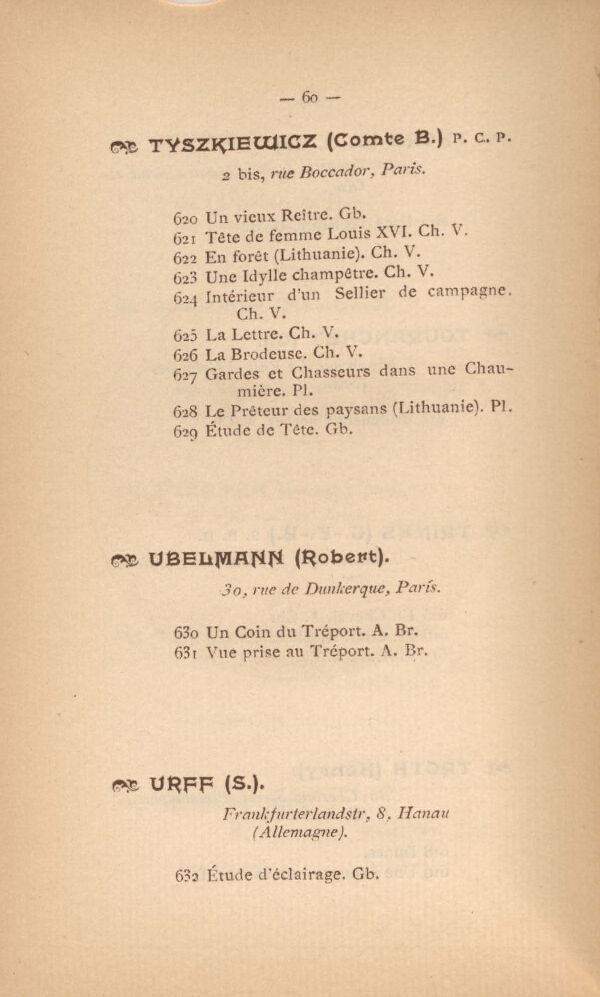 — 60 —
TYSZKIEWICZ (Comte B.) P. C. P.
2 bis, rue Boccador, Paris.
620 Un vieux Reître. Gb.
621 Tête de femme Louis XVI. Ch. V.
622 En forêt (Lithuanie). Ch. V.
623 Une Idylle champêtre. Ch. V.
624 Intérieur d'un Sellier de campagne.
Ch. V.
625 La Lettre. Ch. V.
626 La Brodeuse. Ch. V.
627 Gardes et Chasseurs dans une Chau-
mière. Pl.
628 Le Prêteur des paysans (Lithuanie). Pl.
629 Étude de Tête. Gb.
UBELMANN (Robert).
30, rue de Dunkerque, Paris.
630 Un Coin du Tréport. A. Br.
631 Vue prise au Tréport. A. Br.
URFF (S.).
Frankfurterlandstr, 8, Hanau
(Allemagne).
632 Étude d'éclairage. Gb.